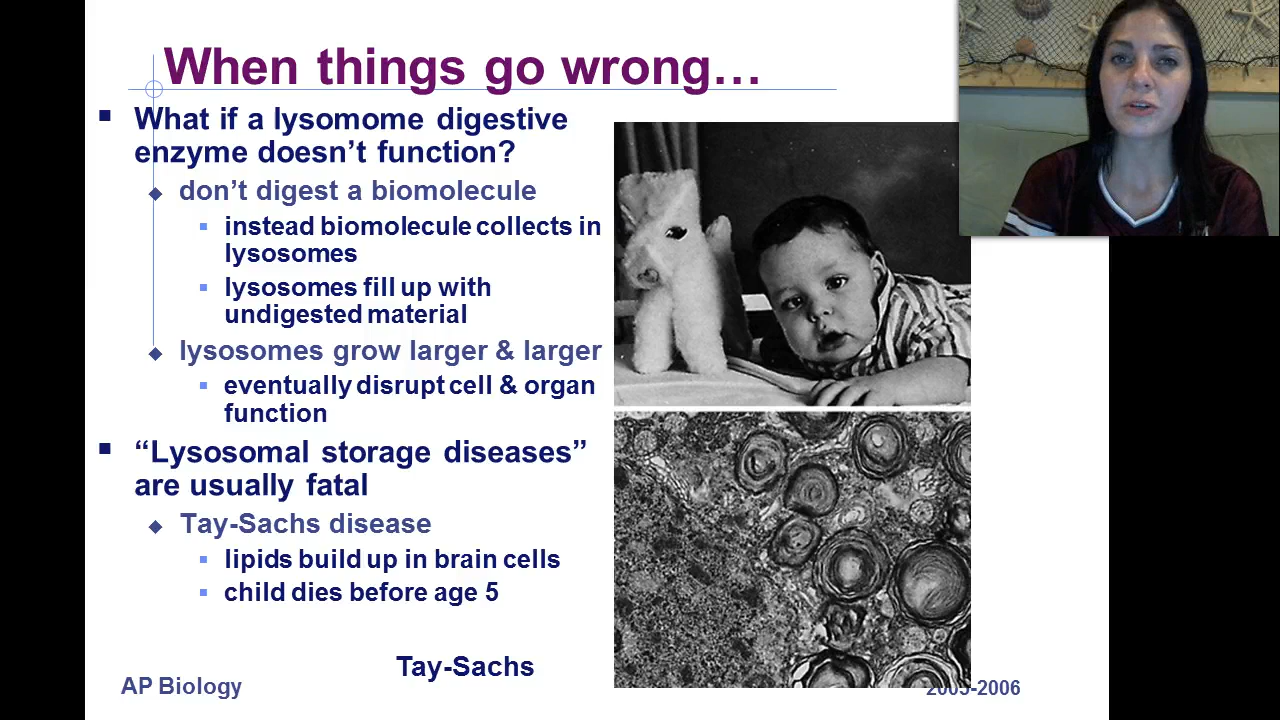 When things go wrong…
What if a lysomome digestive
enzyme doesn’t function?
don’t digest a biomolecule
instead biomolecule collects in
lysosomes
lysosomes fill up with
undigested material
lysosomes grow larger & larger
eventually disrupt cell & organ
function
“Lysosomal storage diseases”
are usually fatal
Tay-Sachs disease
lipids build up in brain cells
child dies before age 5
Tay-Sachs
AP Biology
2005-2006